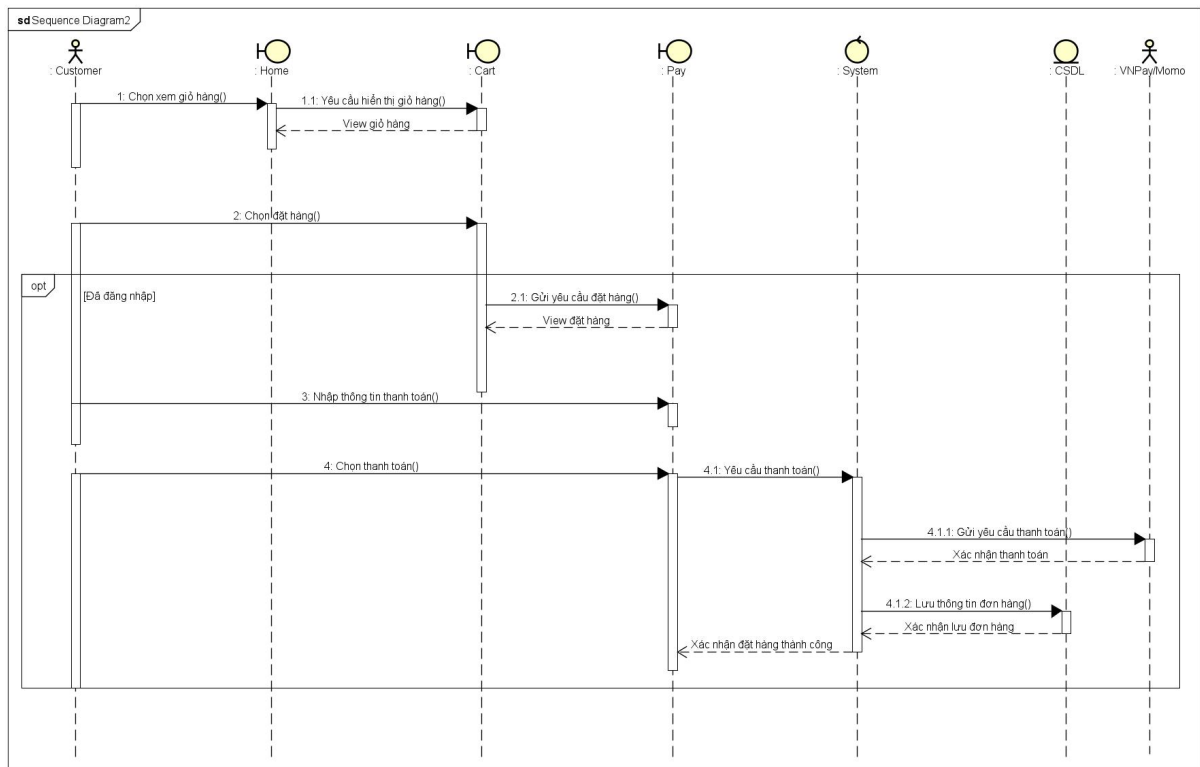 sd Sequence Diagram2
: Customer
: Home
: Cart
: Pay
: System
: CSDL
: VNPay/Momo
1: Chọn xem giỏ hàng()
1.1: Yêu cầu hiển thị giỏ hàng()
View giỏ hàng
2: Chọn đặt hàng()
opt
[Đã đăng nhập]
2.1: Gửi yêu cầu đặt hàng()
View đặt hàng
3: Nhập thông tin thanh toán()
4: Chọn thanh toán()
4.1: Yêu cầu thanh toán()
4.1.1: Gửi yêu cầu thanh toán()
Xác nhận thanh toán
4.1.2: Lưu thông tin đơn hàng()
Xác nhận lưu đơn hàng
Xác nhận đặt hàng thành công